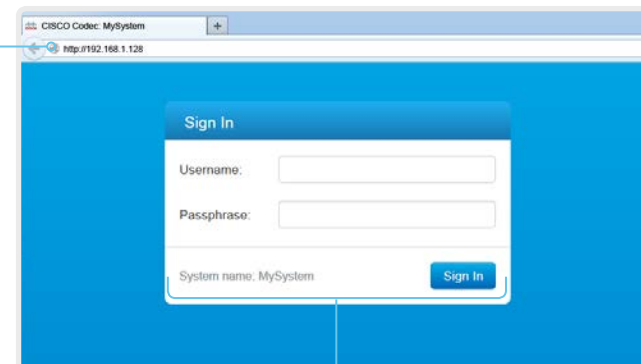 CISCO Codec: MySystem
+
http://192.168.1.128
Sign In
Username:
Passphrase:
System name: MySystem
Sign In